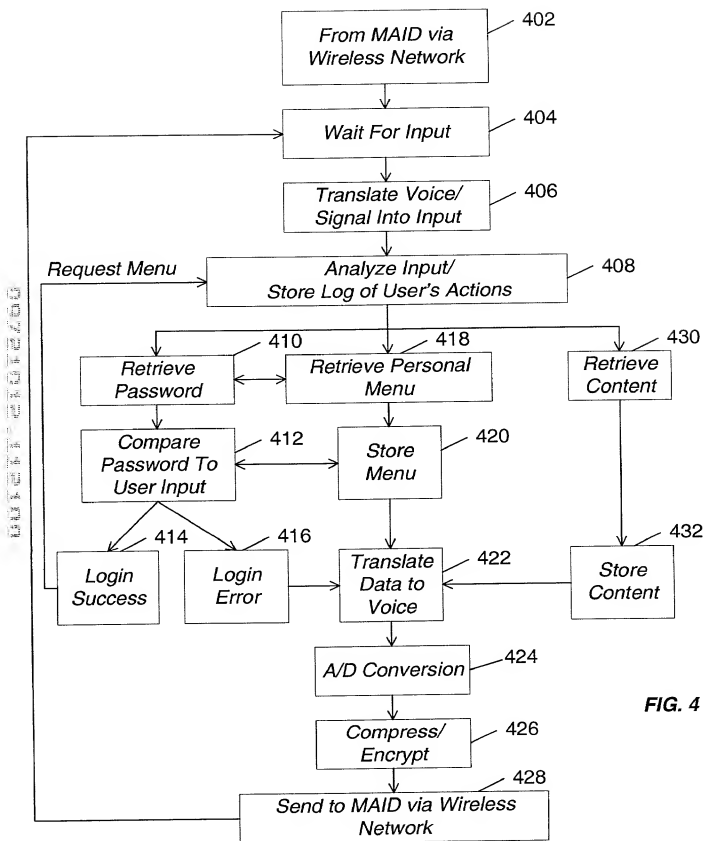 From MAID via
Wireless Network
402
Wait For Input
404
Translate Voice/
Signal Into Input
406
Request Menu
Analyze Input/
Store Log of User's Actions
408
Retrieve
Password
410
Retrieve Personal
Menu
418
Retrieve
Content
430
Compare
Password To
User Input
412
Store
Menu
420
Login
Success
414
Login
Error
416
Translate
Data to
Voice
422
Store
Content
432
A/D Conversion
424
FIG. 4
Compress/
Encrypt
426
Send to MAID via Wireless
Network
428